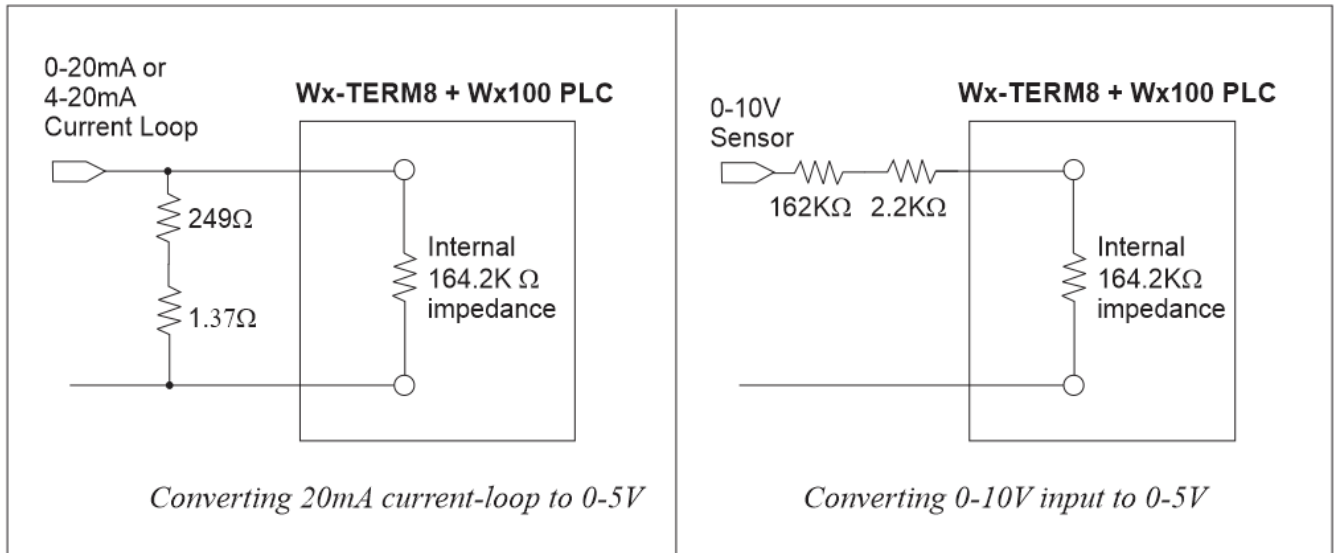 0-20mA or
4-20mA
Current Loop
Wx-TERM8 + Wx100 PLC
249Ω
1.37Ω
Internal
164.2K Ω
impedance
Converting 20mA current-loop to 0-5V
0-10V
Sensor
Wx-TERM8 + Wx100 PLC
162KΩ 2.2KΩ
Internal
164.2KΩ
impedance
Converting 0-10V input to 0-5V